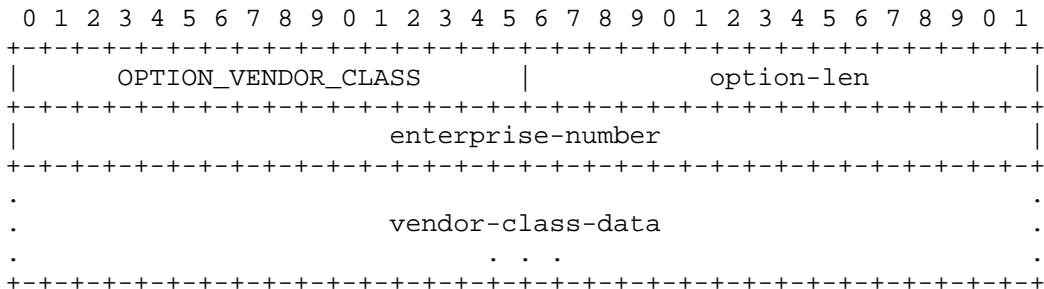 0 1 2 3 4 5 6 7 8 9 0 1 2 3 4 5 6 7 8 9 0 1 2 3 4 5 6 7 8 9 0 1
+-+-+-+-+-+-+-+-+-+-+-+-+-+-+-+-+-+-+-+-+-+-+-+-+-+-+-+-+-+-+-+-+
|      OPTION_VENDOR_CLASS      |           option-len          |
+-+-+-+-+-+-+-+-+-+-+-+-+-+-+-+-+-+-+-+-+-+-+-+-+-+-+-+-+-+-+-+-+
|                       enterprise-number                       |
+-+-+-+-+-+-+-+-+-+-+-+-+-+-+-+-+-+-+-+-+-+-+-+-+-+-+-+-+-+-+-+-+
.                                                               .
.                       vendor-class-data                       .
.                             . . .                             .
+-+-+-+-+-+-+-+-+-+-+-+-+-+-+-+-+-+-+-+-+-+-+-+-+-+-+-+-+-+-+-+-+